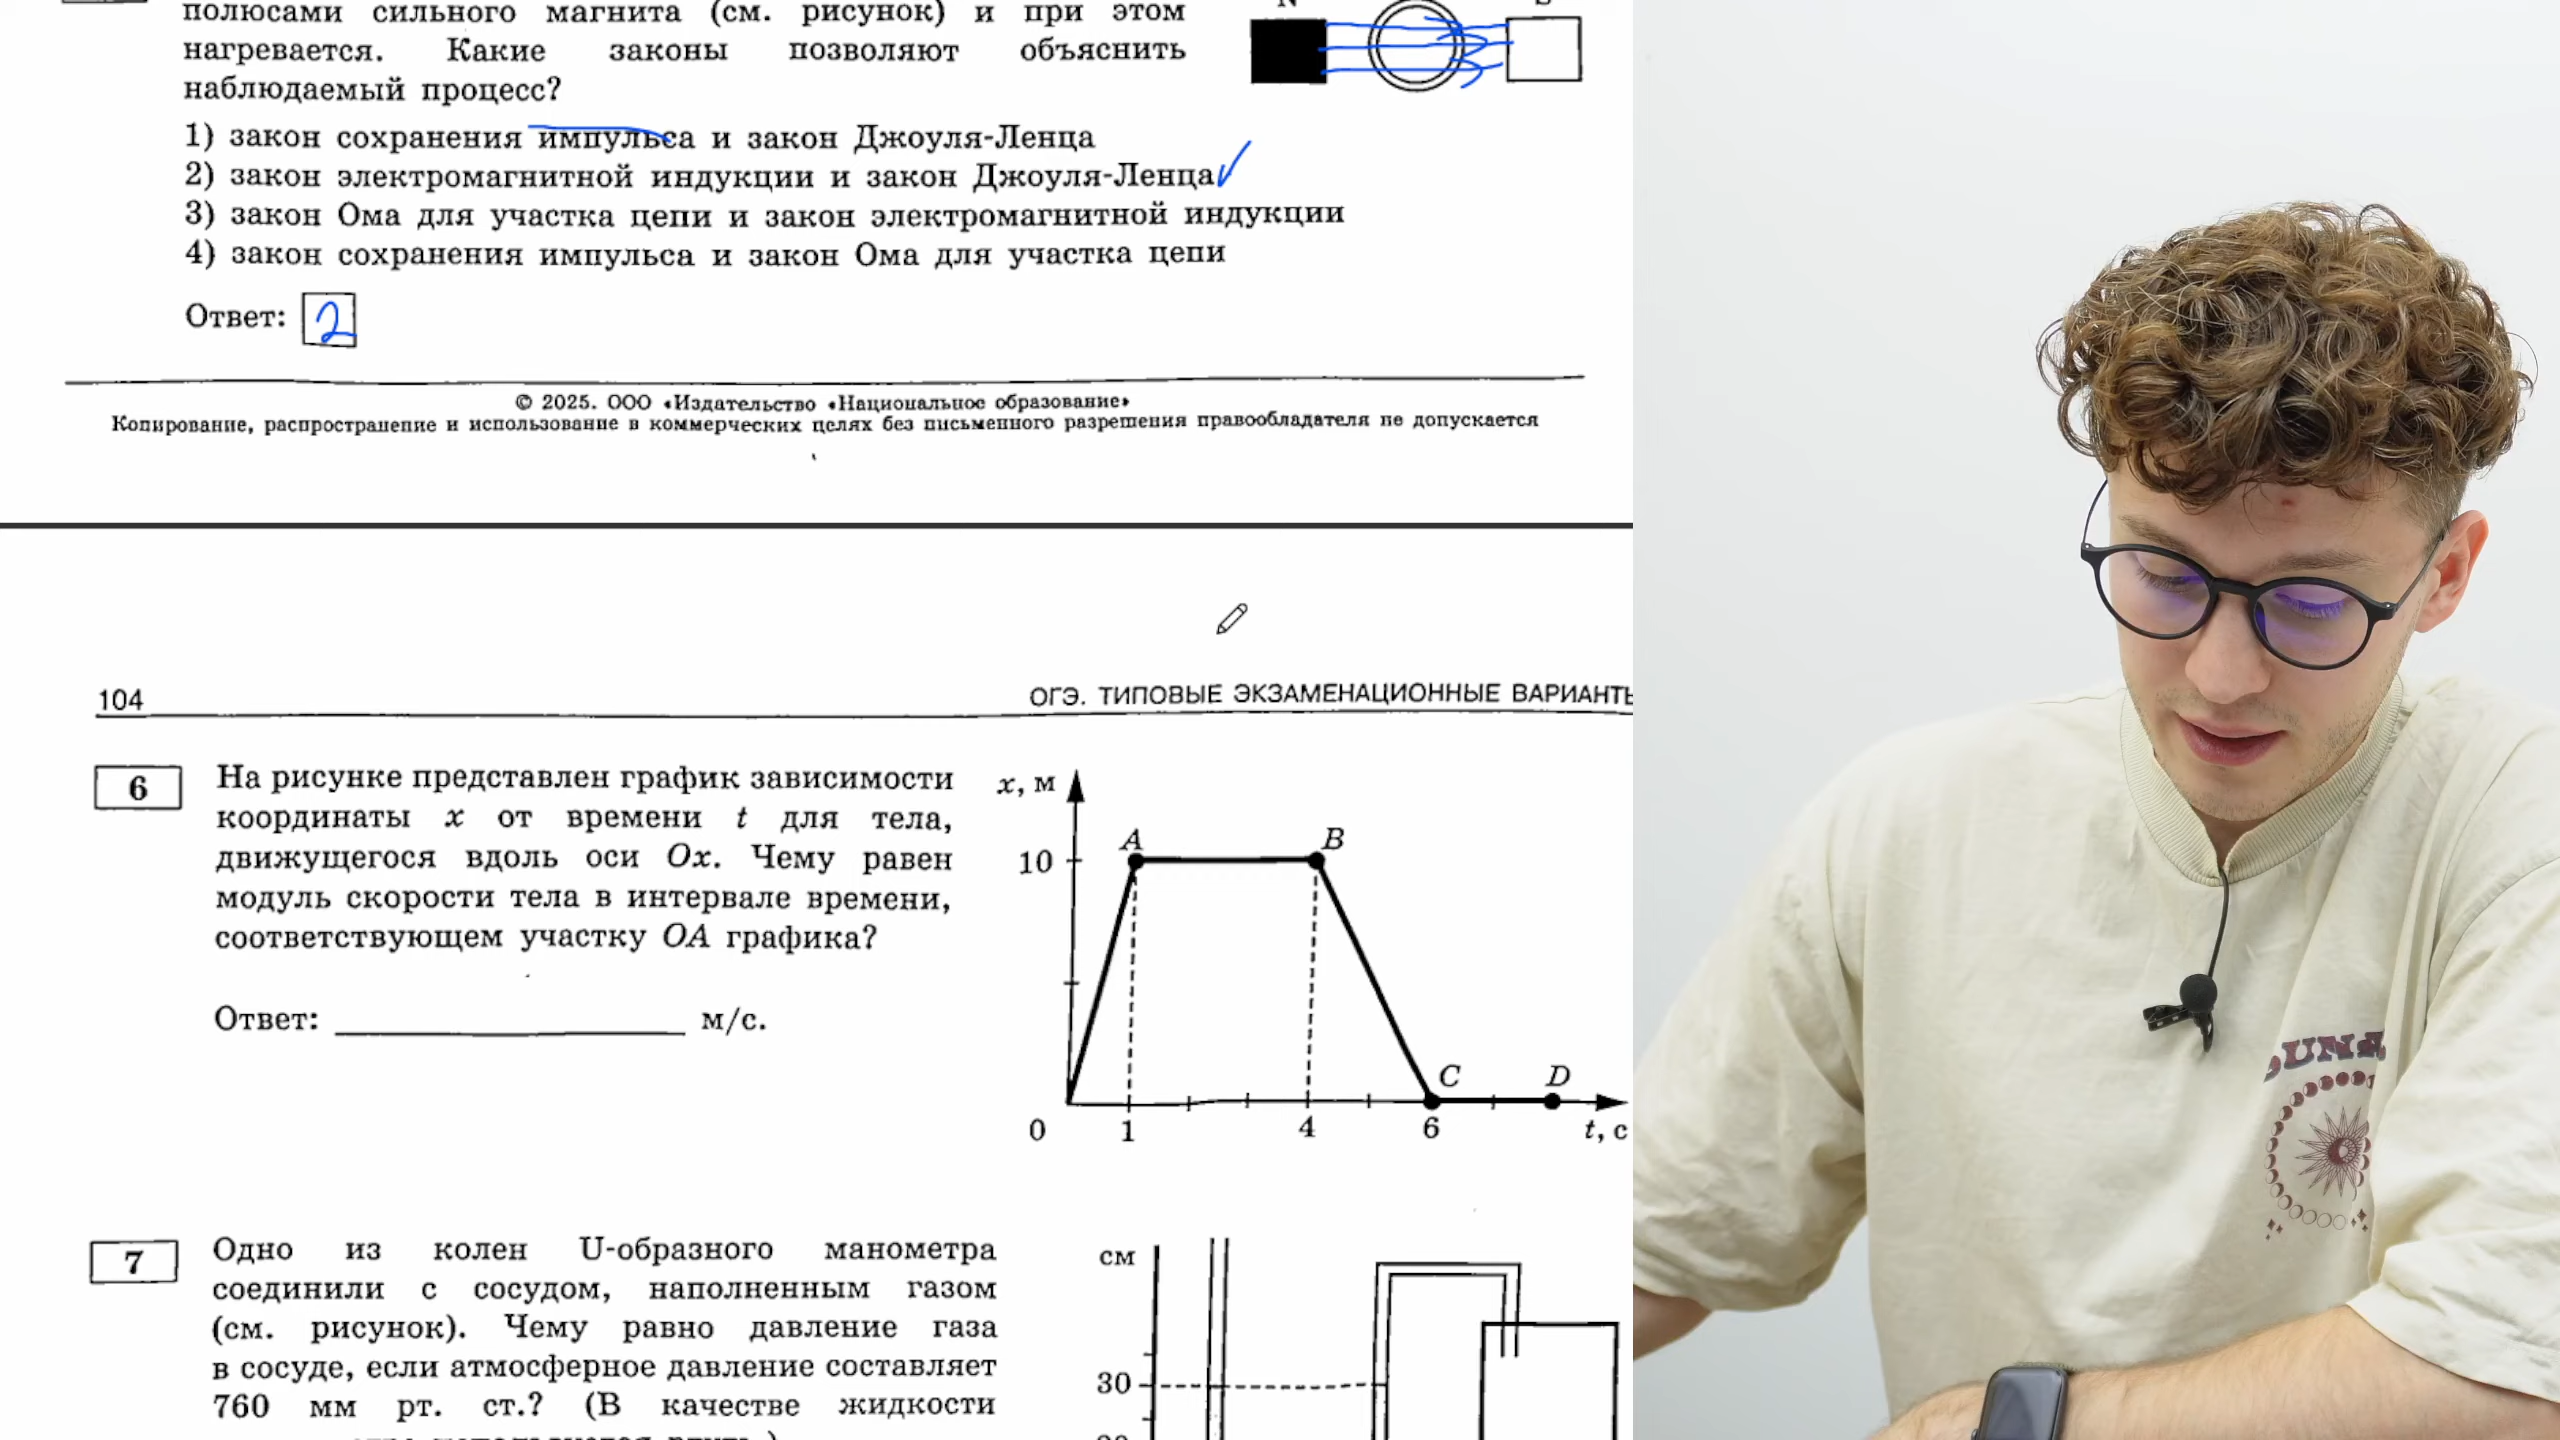 полюсами сильного магнита (см. рисунок) и при этом
нагревается. Какие законы позволяют объяснить
наблюдаемый процесс?
N S
1) закон сохранения импульса и закон Джоуля-Ленца
2) закон электромагнитной индукции и закон Джоуля-Ленца
3) закон Ома для участка цепи и закон электромагнитной индукции
4) закон сохранения импульса и закон Ома для участка цепи
Ответ: 2
© 2025. ООО «Издательство «Национальное образование»
Копирование, распространение и использование в коммерческих целях без письменного разрешения правообладателя не допускается
104
ОГЭ. ТИПОВЫЕ ЭКЗАМЕНАЦИОННЫЕ ВАРИАНТЫ
6
На рисунке представлен график зависимости
координаты x от времени t для тела,
движущегося вдоль оси Ox. Чему равен
модуль скорости тела в интервале времени,
соответствующем участку OA графика?
Ответ: м/с.
x, м
A B
10
C D
0 1 4 6 t, с
7
Одно из колен U-образного манометра
соединили с сосудом, наполненным газом
(см. рисунок). Чему равно давление газа
в сосуде, если атмосферное давление составляет
760 мм рт. ст.? (В качестве жидкости
см
30